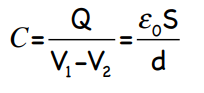 C = Q / (V₁–V₂) = ε₀S / d